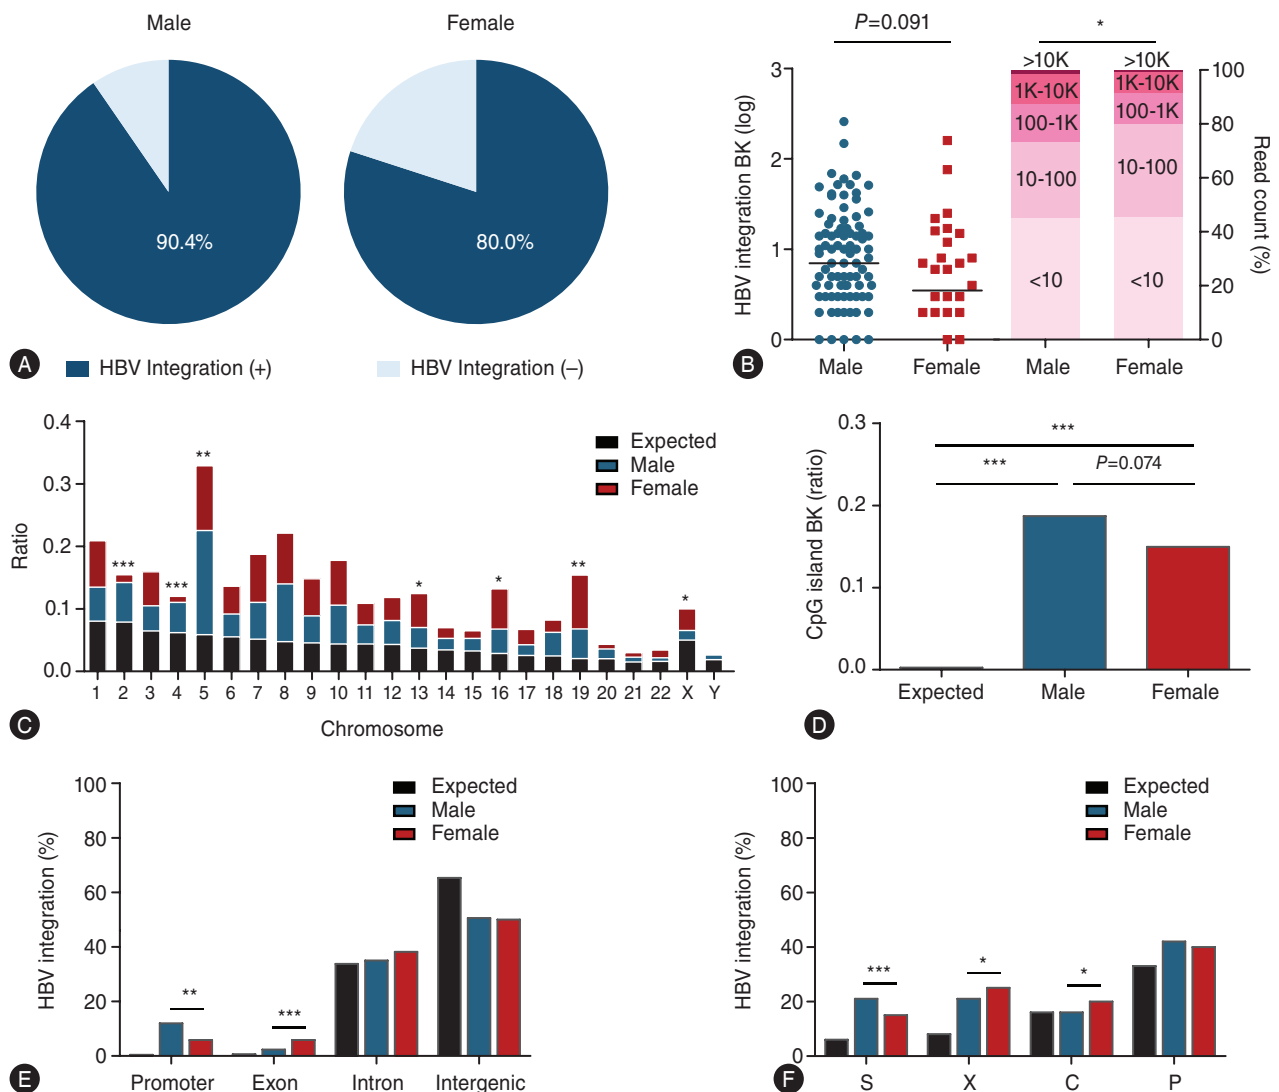 Male
Female
90.4%
80.0%
A
HBV Integration (+)
HBV Integration (–)
P=0.091
*
HBV integration BK (log)
3
2
1
0
>10K
1K-10K
100-1K
10-100
<10
>10K
1K-10K
100-1K
10-100
<10
100
80
60
40
20
0
Read count (%)
Male
Female
Male
Female
B
Ratio
0.4
0.3
0.2
0.1
0.0
Expected
Male
Female
***
***
**
*
*
**
*
1 2 3 4 5 6 7 8 9 10 11 12 13 14 15 16 17 18 19 20 21 22 X Y
Chromosome
C
CpG island BK (ratio)
0.3
0.2
0.1
0.0
***
***
P=0.074
Expected
Male
Female
D
HBV integration (%)
100
80
60
40
20
0
Expected
Male
Female
**
***
Promoter
Exon
Intron
Intergenic
E
HBV integration (%)
100
80
60
40
20
0
Expected
Male
Female
***
*
*
S
X
C
P
F